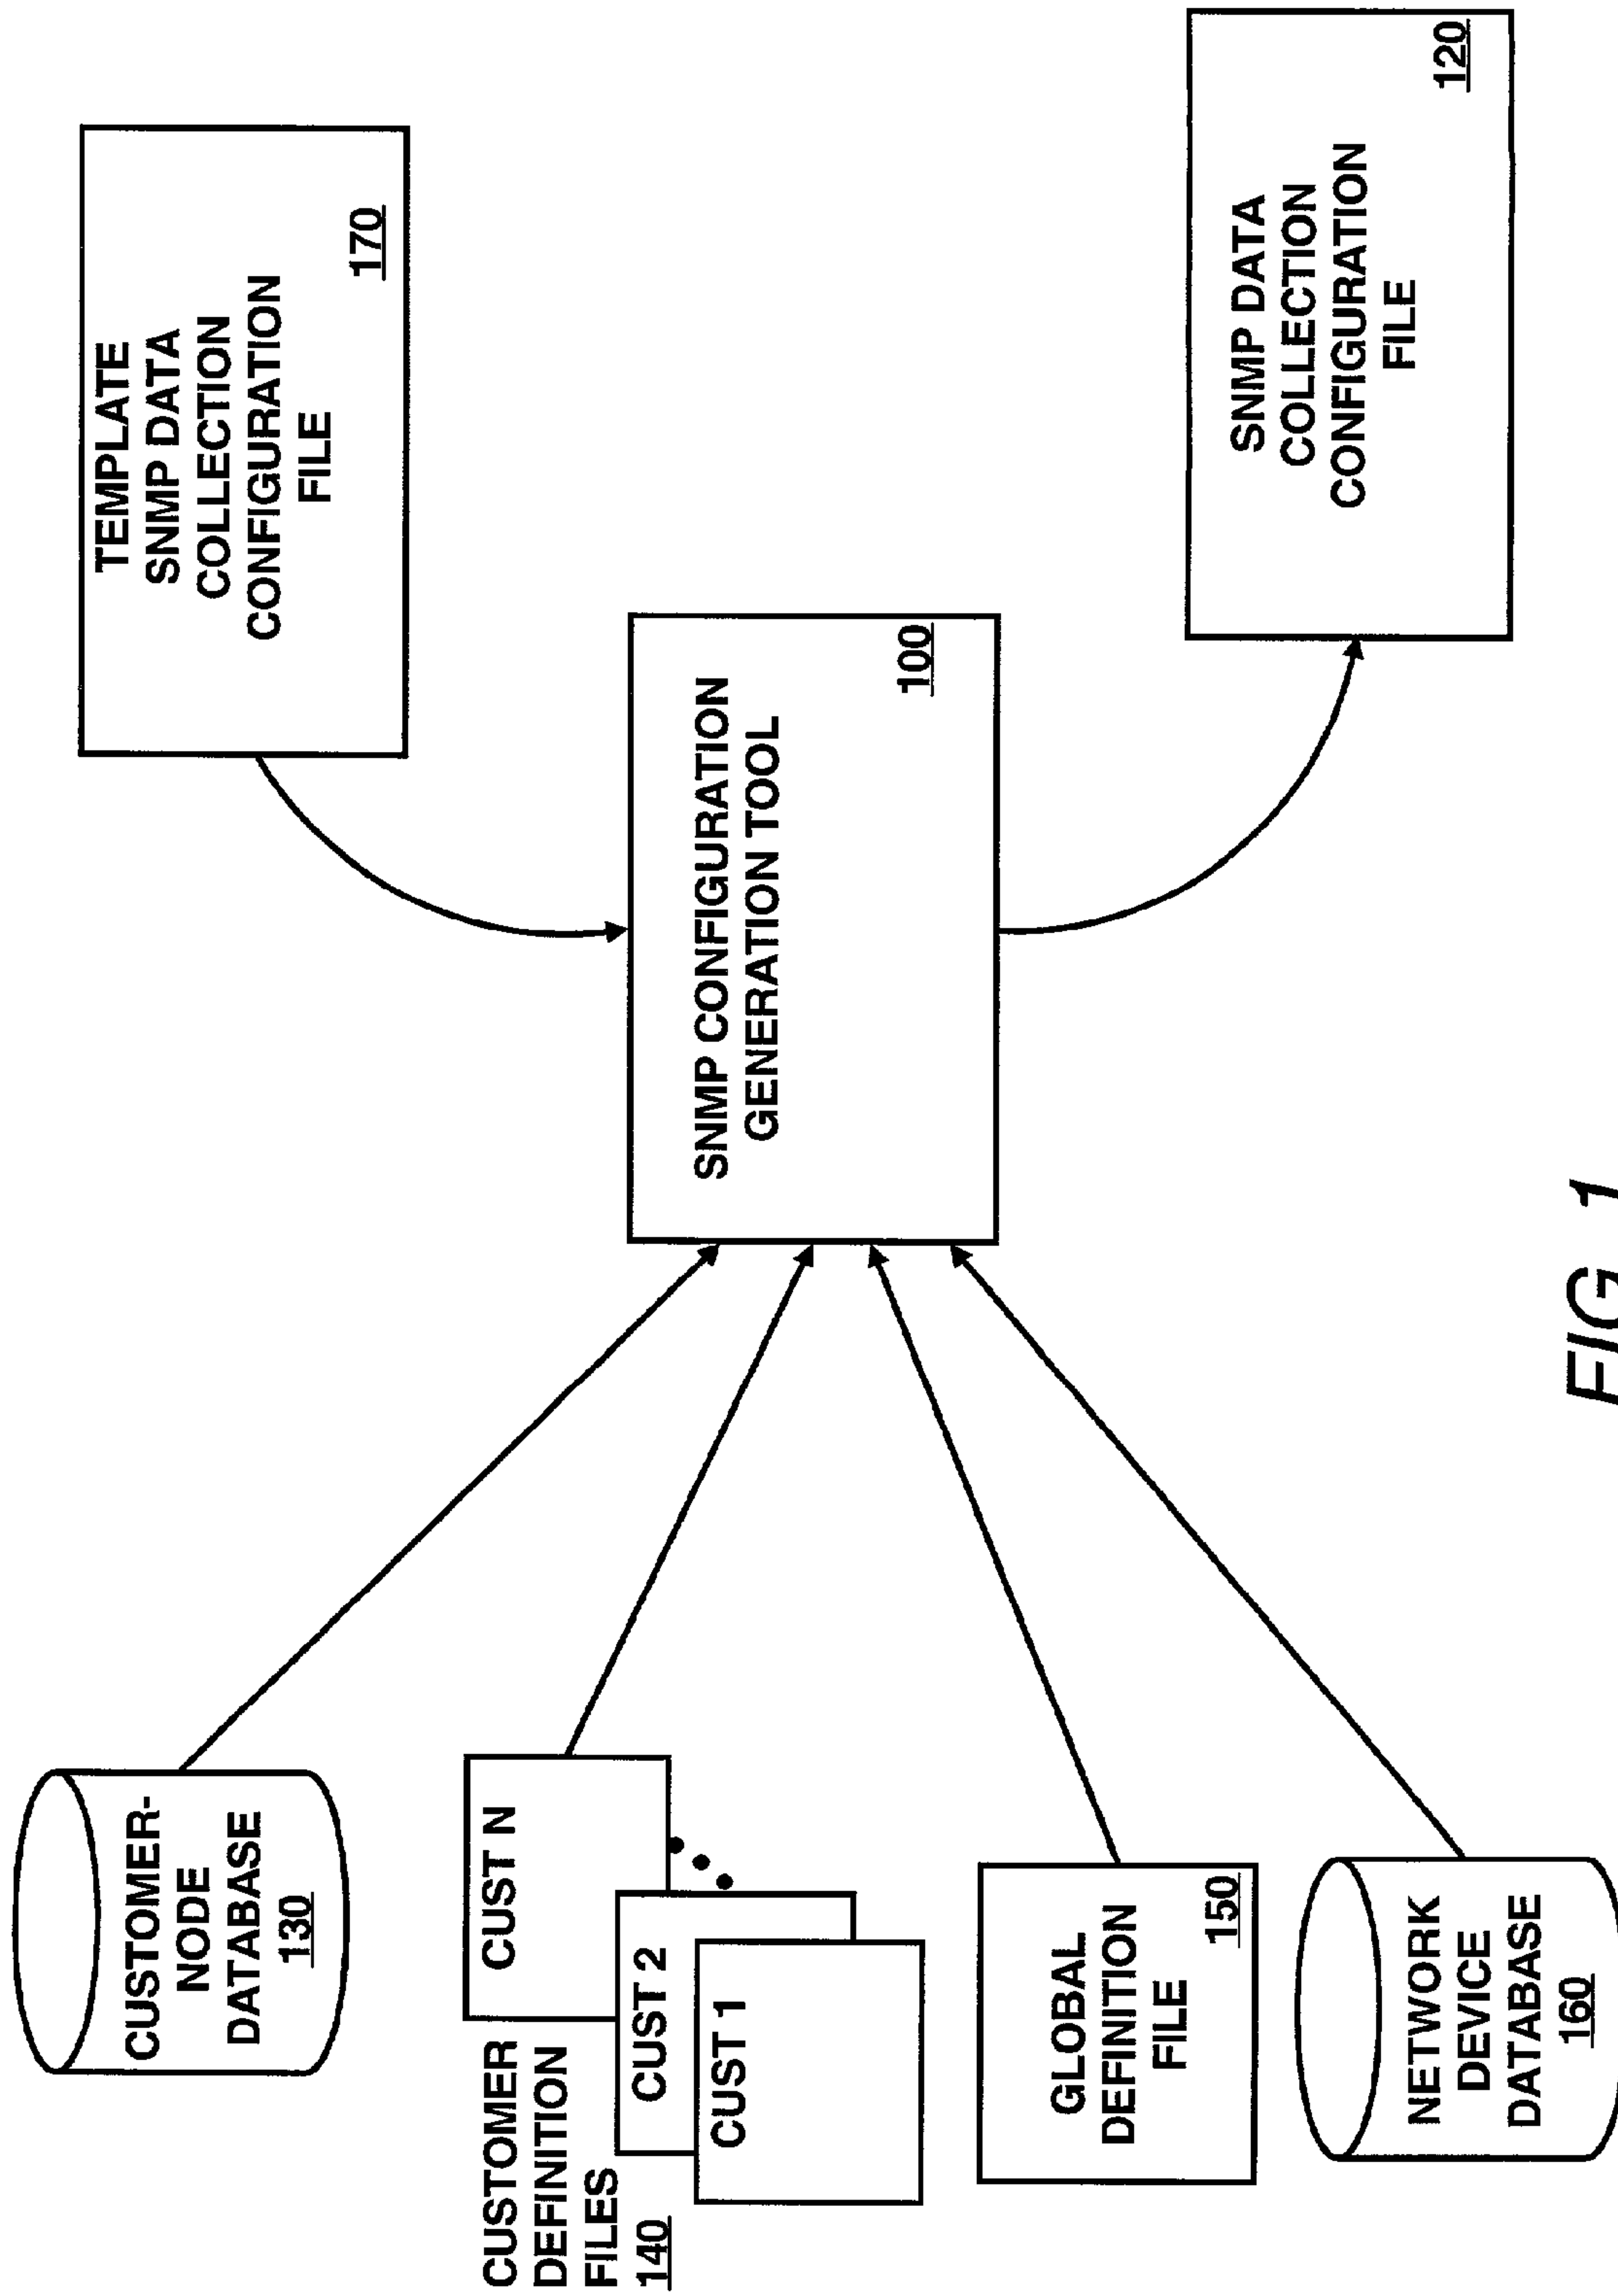 CUSTOMER-
NODE
DATABASE
130
CUSTOMER
DEFINITION
FILES
140
CUST N
CUST 2
CUST 1
GLOBAL
DEFINITION
FILE
150
NETWORK
DEVICE
DATABASE
160
SNMP CONFIGURATION
GENERATION TOOL
100
TEMPLATE
SNMP DATA
COLLECTION
CONFIGURATION
FILE
170
SNMP DATA
COLLECTION
CONFIGURATION
FILE
120
FIG. 1